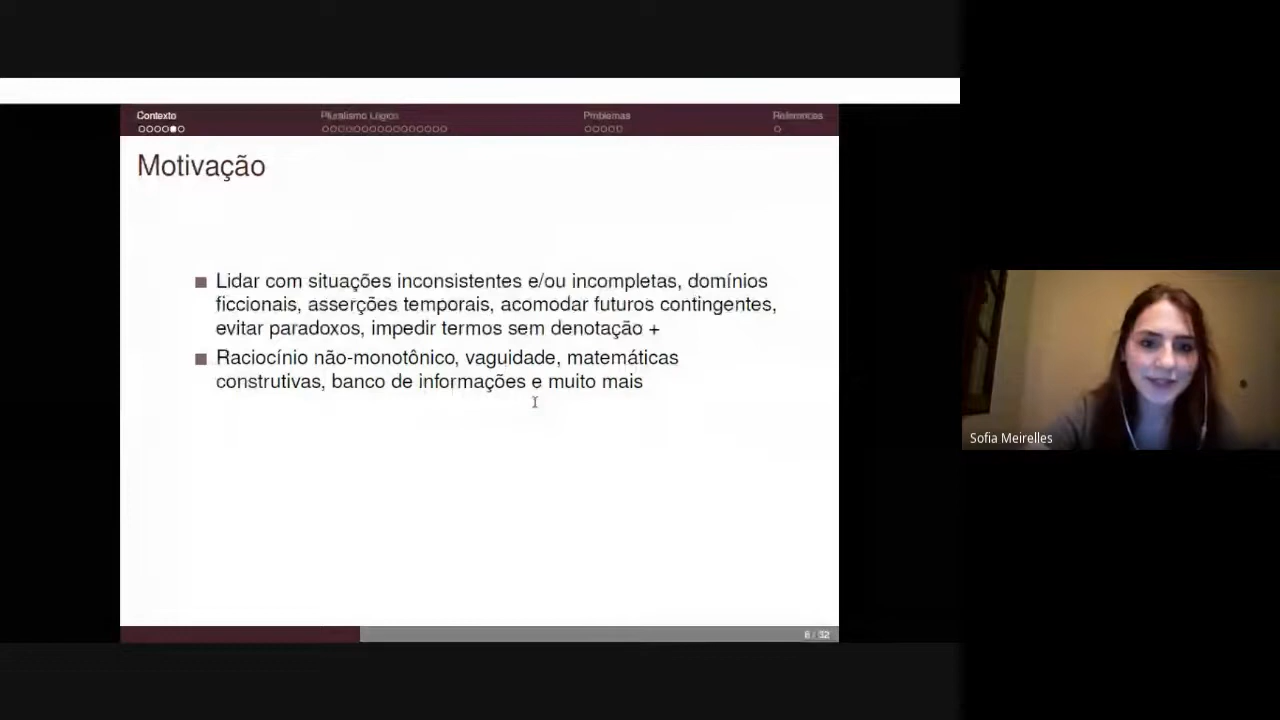 Contexto
Pluralismo Lógico
Problemas
References
Motivação
Lidar com situações inconsistentes e/ou incompletas, domínios
ficcionais, asserções temporais, acomodar futuros contingentes,
evitar paradoxos, impedir termos sem denotação +
Raciocínio não-monotônico, vaguidade, matemáticas
construtivas, banco de informações e muito mais
Sofia Meirelles